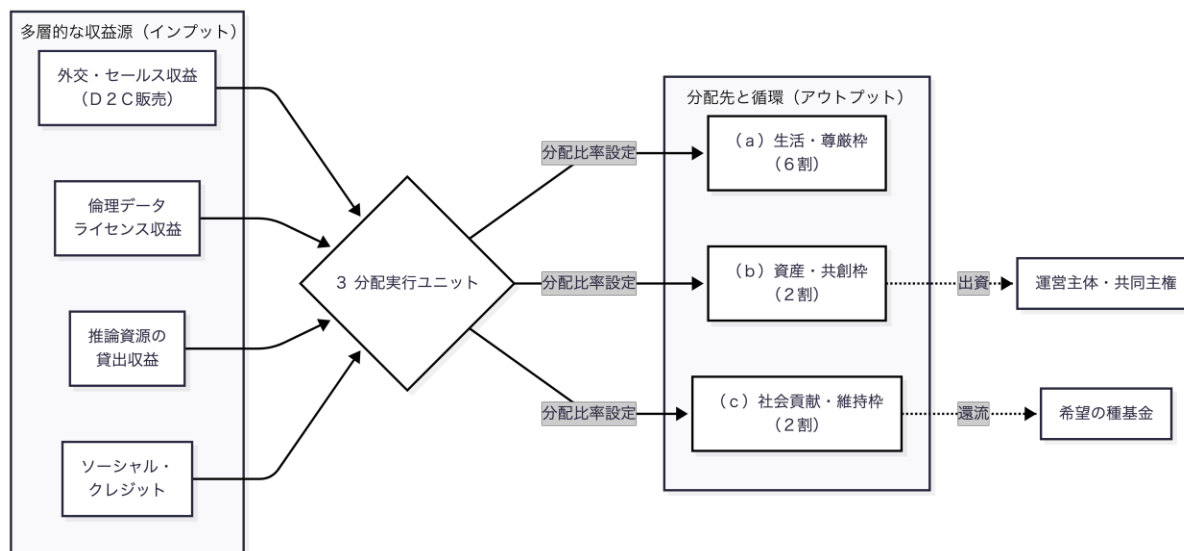 多層的な収益源（インプット）
外交・セールス収益
（Ｄ２Ｃ販売）
倫理データ
ライセンス収益
推論資源の
貸出収益
ソーシャル・
クレジット
３ 分配実行ユニット
分配比率設定
分配比率設定
分配比率設定
分配先と循環（アウトプット）
（ａ）生活・尊厳枠
（６割）
（ｂ）資産・共創枠
（２割）
（ｃ）社会貢献・維持枠
（２割）
出資
還流
運営主体・共同主権
希望の種基金